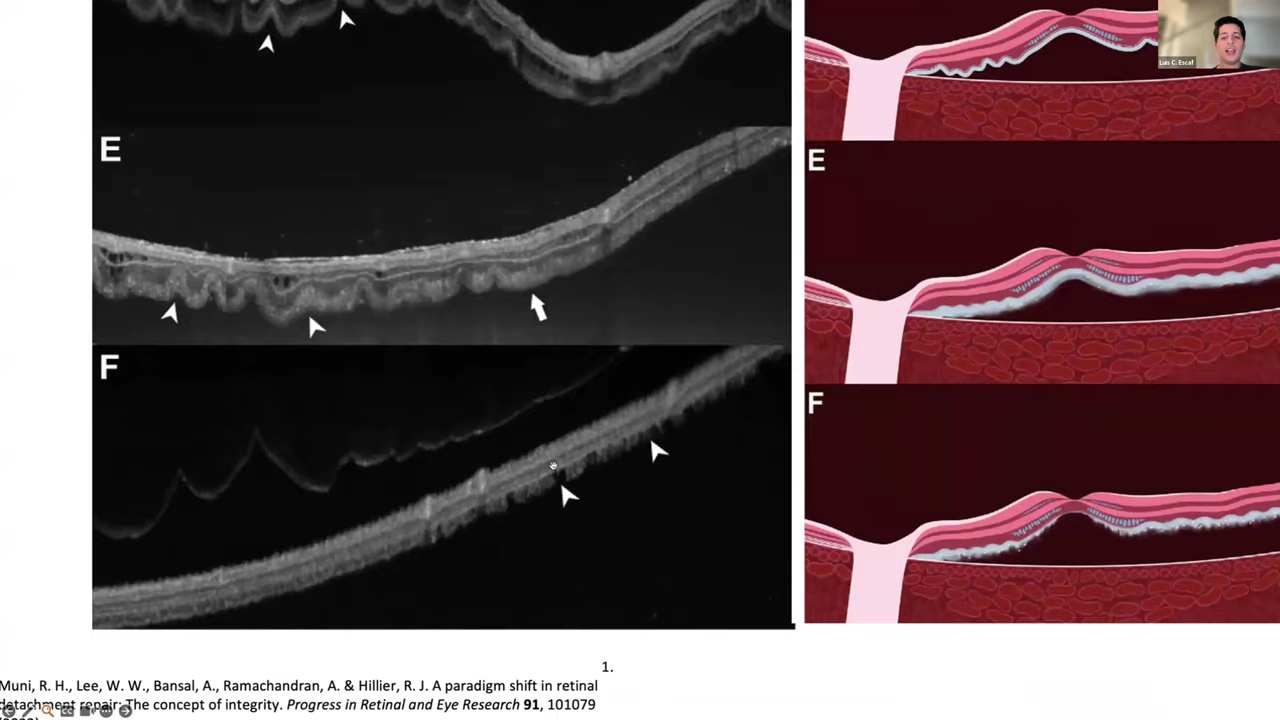 Luis C. Escaf
E
E
F
F
1.
Muni, R. H., Lee, W. W., Bansal, A., Ramachandran, A. & Hillier, R. J. A paradigm shift in retinal
detachment repair: The concept of integrity. Progress in Retinal and Eye Research 91, 101079